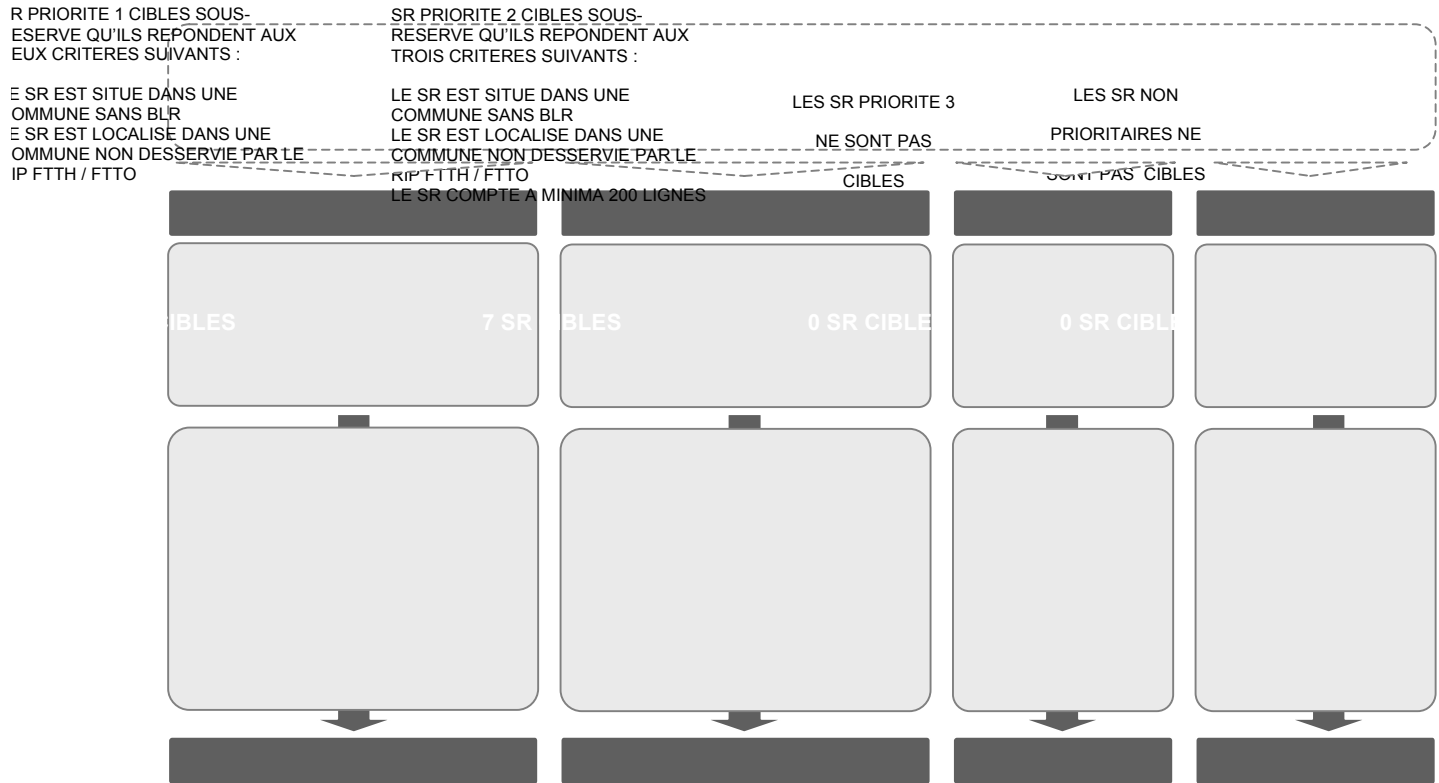 R PRIORITE 1 CIBLES SOUS-
ESERVE QU'ILS REPONDENT AUX
EUX CRITERES SUIVANTS :
E SR EST SITUE DANS UNE
OMMUNE SANS BLR
E SR EST LOCALISE DANS UNE
OMMUNE NON DESSERVIE PAR LE
IP FTTH / FTTO
SR PRIORITE 2 CIBLES SOUS-
RESERVE QU'ILS REPONDENT AUX
TROIS CRITERES SUIVANTS :
LE SR EST SITUE DANS UNE
COMMUNE SANS BLR
LE SR EST LOCALISE DANS UNE
COMMUNE NON DESSERVIE PAR LE
RIP FTTH / FTTO
LE SR COMPTE A MINIMA 200 LIGNES
LES SR PRIORITE 3
NE SONT PAS
CIBLES
LES SR NON
PRIORITAIRES NE
SONT PAS CIBLES
IBLES
7 SR IBLES
0 SR CIBLE
0 SR CIBL